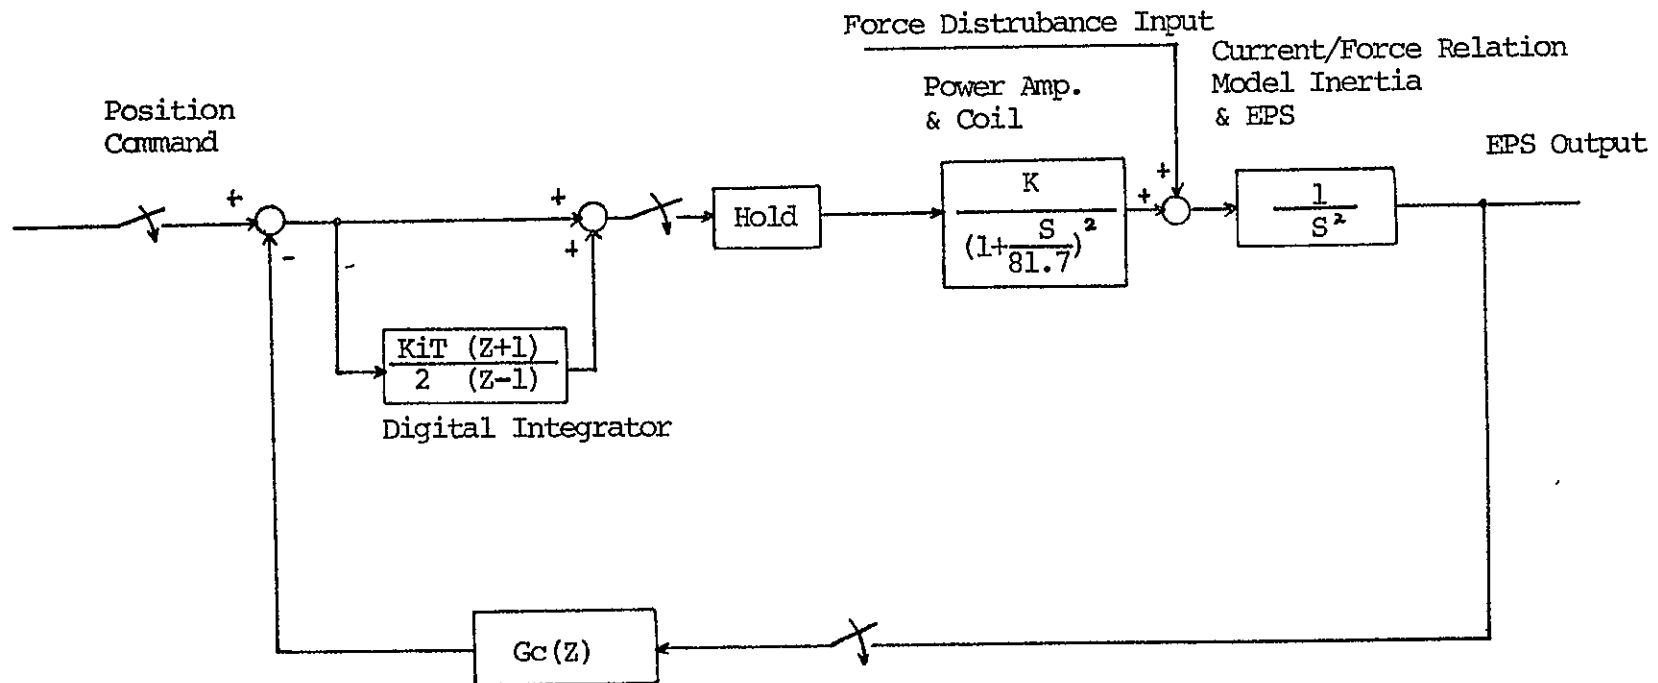 Force Distrubance Input
Current/Force Relation
Model Inertia
& EPS
Power Amp.
& Coil
Position
Command
EPS Output
+
-
+
+
Hold
K
(1+S/81.7)²
+
+
1
S²
KiT (Z+1)
2 (Z-1)
Digital Integrator
Gc(Z)